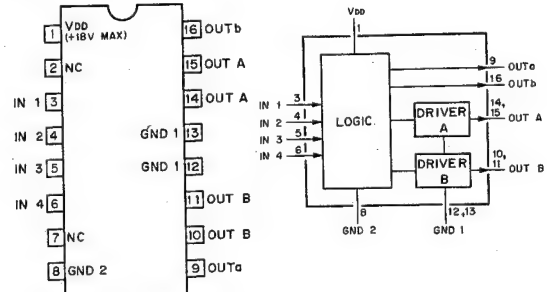 1 VDD (+18V MAX)
2 NC
IN 1 3
IN 2 4
IN 3 5
IN 4 6
7 NC
8 GND 2
16 OUTb
15 OUT A
14 OUT A
GND 1 13
GND 1 12
11 OUT B
10 OUT B
9 OUTa
VDD
1
IN 1 3
IN 2 4
IN 3 5
IN 4 6
LOGIC
DRIVER
A
DRIVER
B
9 OUTa
16 OUTb
14,
15 OUT A
10,
11 OUT B
8
GND 2
12,13
GND 1